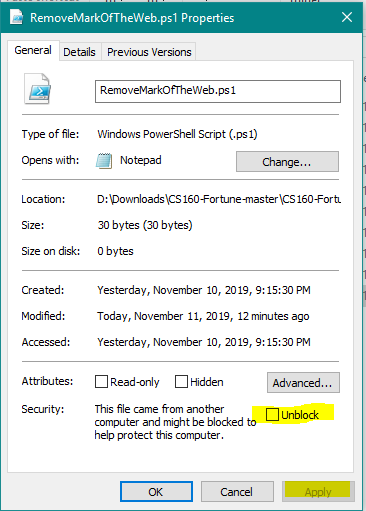 RemoveMarkOfTheWeb.ps1 Properties
General Details Previous Versions
RemoveMarkOfTheWeb.ps1
Type of file: Windows PowerShell Script (.ps1)
Opens with: Notepad Change...
Location: D:\Downloads\CS160-Fortune-master\CS160-Fortu
Size: 30 bytes (30 bytes)
Size on disk: 0 bytes
Created: Yesterday, November 10, 2019, 9:15:30 PM
Modified: Today, November 11, 2019, 12 minutes ago
Accessed: Yesterday, November 10, 2019, 9:15:30 PM
Attributes: Read-only Hidden Advanced...
Security: This file came from another
computer and might be blocked to
help protect this computer.
Unblock
OK Cancel Apply